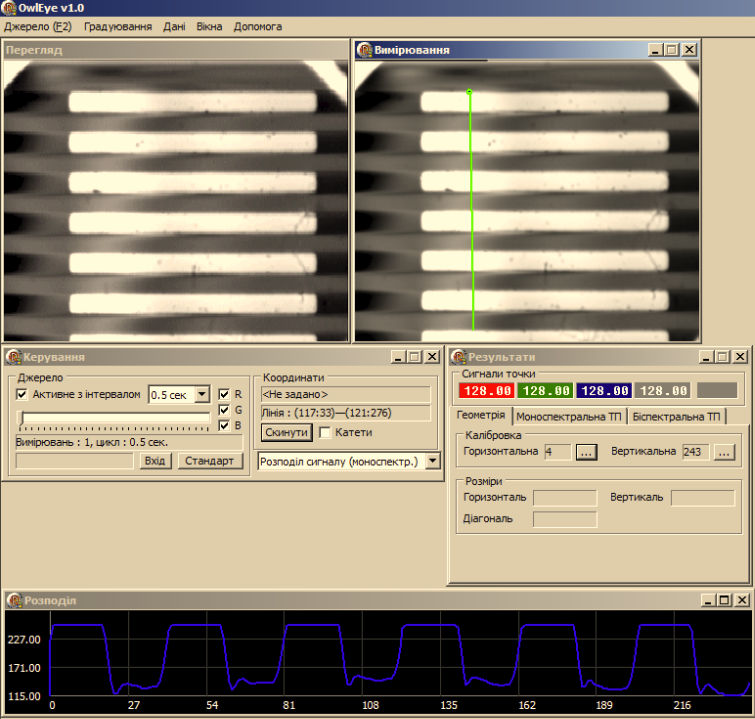 OwlEye v1.0
Джерело (F2) Градуювання Дані Вікна Допомога
Перегляд
Вимірювання
Керування
Джерело
Активне з інтервалом 0.5 сек
R
G
B
Вимірювань : 1, цикл : 0.5 сек.
Вхід Стандарт
Координати
<Не задано>
Лінія : (117:33)—(121:276)
Скинути Катети
Розподіл сигналу (моноспектр.)
Результати
Сигнали точки
128.00 128.00 128.00 128.00
Геометрія Моноспектральна ТП Біспектральна ТП
Калібровка
Горизонтальна 4 ... Вертикальна 243 ...
Розміри
Горизонталь Вертикаль
Діагональ
Розподіл
227.00
171.00
115.00
0 27 54 81 108 135 162 189 216